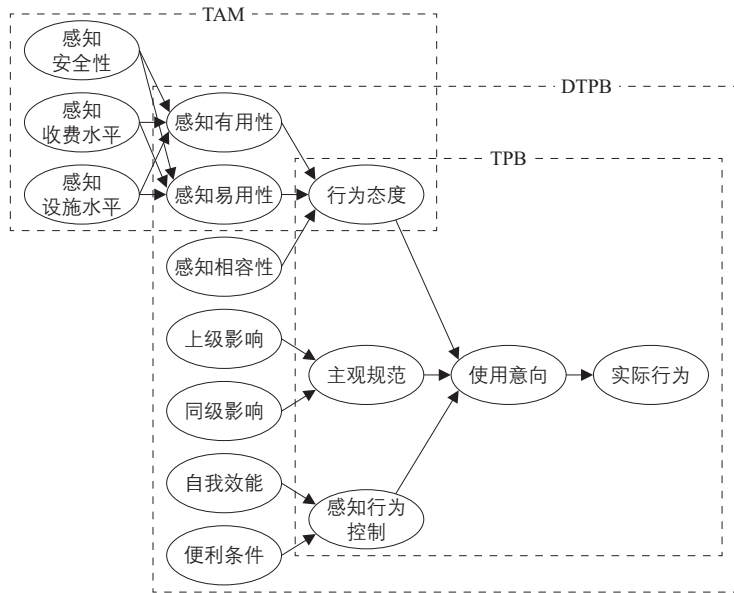 TAM
感知
安全性
DTPB
感知
收费水平
感知有用性
TPB
感知
设施水平
感知易用性
行为态度
感知相容性
上级影响
主观规范
使用意向
实际行为
同级影响
自我效能
感知行为
控制
便利条件